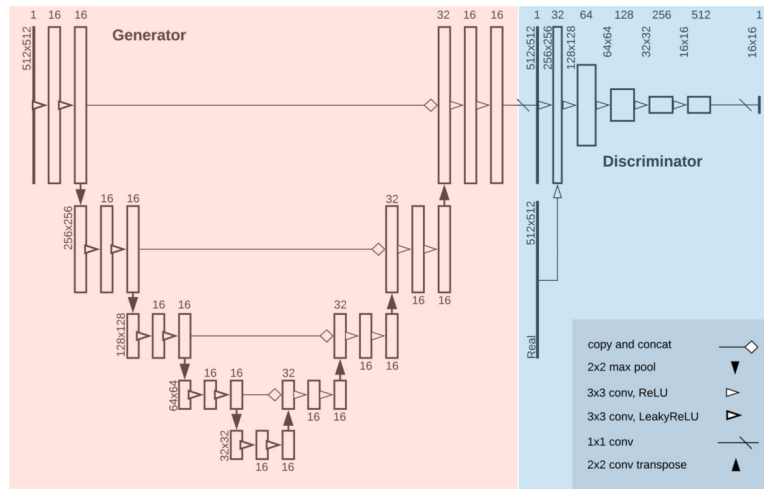 1 16 16
Generator
512x512
32 16 16
16 16
256x256
32
16 16
16 16
128x128
32
16 16
16 16
64x64
32
16 16
32x32
16 16
1 32 64 128 256 512 1
512x512
256x256
128x128
64x64
32x32
16x16
16x16
Discriminator
512x512
Real
copy and concat
2x2 max pool
3x3 conv, ReLU
3x3 conv, LeakyReLU
1x1 conv
2x2 conv transpose